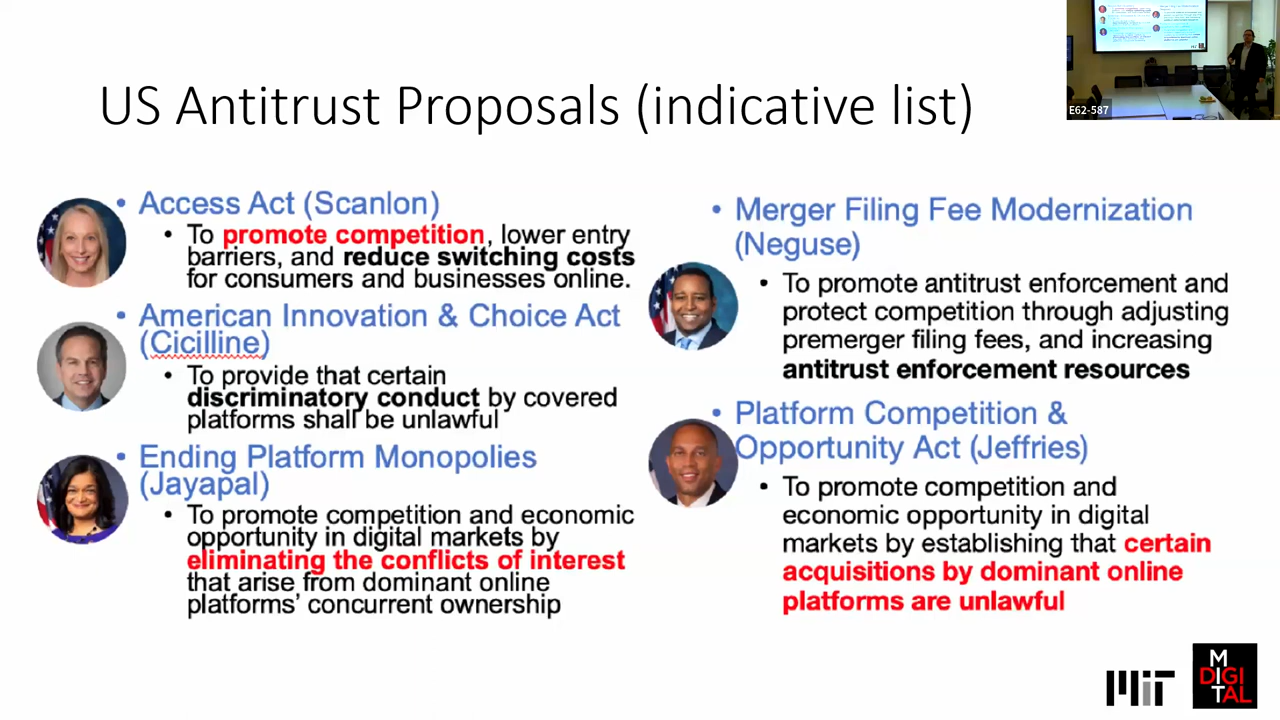 US Antitrust Proposals (indicative list)
E62-587
• Access Act (Scanlon)
• To promote competition, lower entry
barriers, and reduce switching costs
for consumers and businesses online.
• American Innovation & Choice Act
(Cicilline)
• To provide that certain
discriminatory conduct by covered
platforms shall be unlawful
• Ending Platform Monopolies
(Jayapal)
• To promote competition and economic
opportunity in digital markets by
eliminating the conflicts of interest
that arise from dominant online
platforms’ concurrent ownership
• Merger Filing Fee Modernization
(Neguse)
• To promote antitrust enforcement and
protect competition through adjusting
premerger filing fees, and increasing
antitrust enforcement resources
• Platform Competition &
Opportunity Act (Jeffries)
• To promote competition and
economic opportunity in digital
markets by establishing that certain
acquisitions by dominant online
platforms are unlawful
MIT
M
DIGI
ITAL